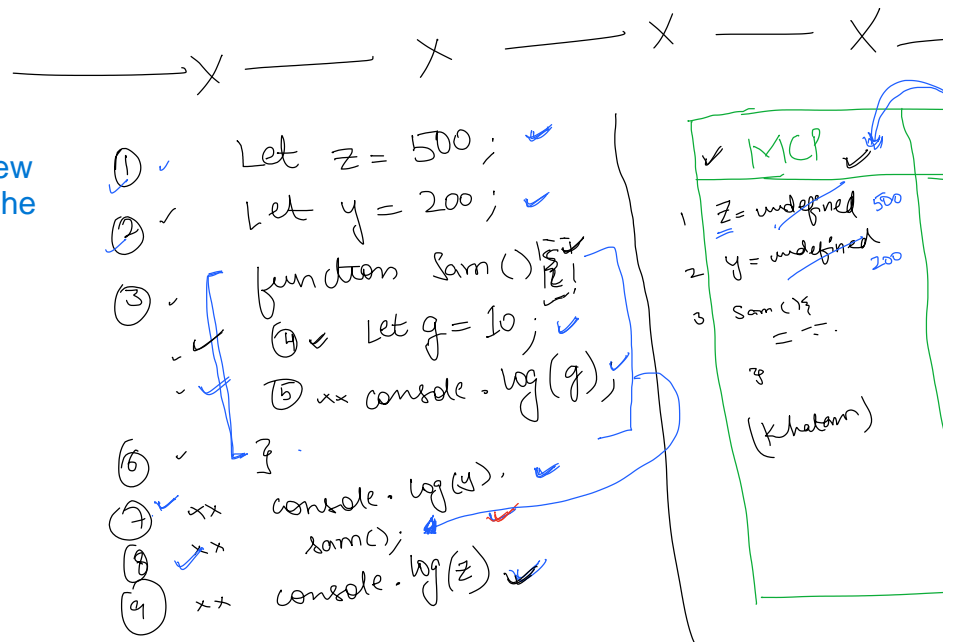 X X X X
ew
he
① Let z = 500;
② Let y = 200;
③ function Sam() {
④ Let g = 10;
⑤ xx console.log(g);
⑥ }
⑦ xx console.log(y).
⑧ xx sam();
⑨ xx console.log(z)
MCP
1 Z = undefined 500
2 y = undefined 200
3 Sam (){
}
(Khatam)